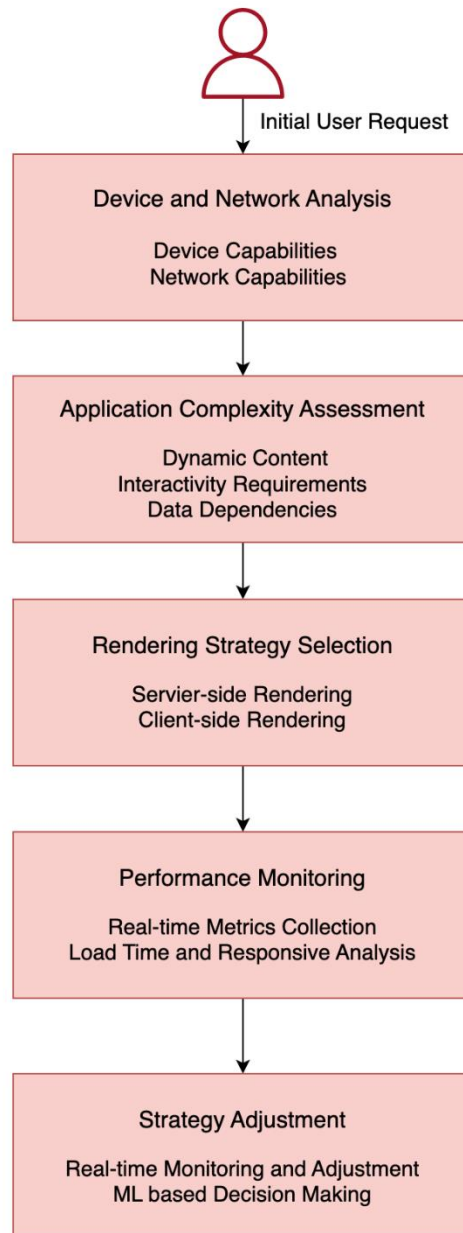 Initial User Request
Device and Network Analysis
Device Capabilities
Network Capabilities
Application Complexity Assessment
Dynamic Content
Interactivity Requirements
Data Dependencies
Rendering Strategy Selection
Servier-side Rendering
Client-side Rendering
Performance Monitoring
Real-time Metrics Collection
Load Time and Responsive Analysis
Strategy Adjustment
Real-time Monitoring and Adjustment
ML based Decision Making